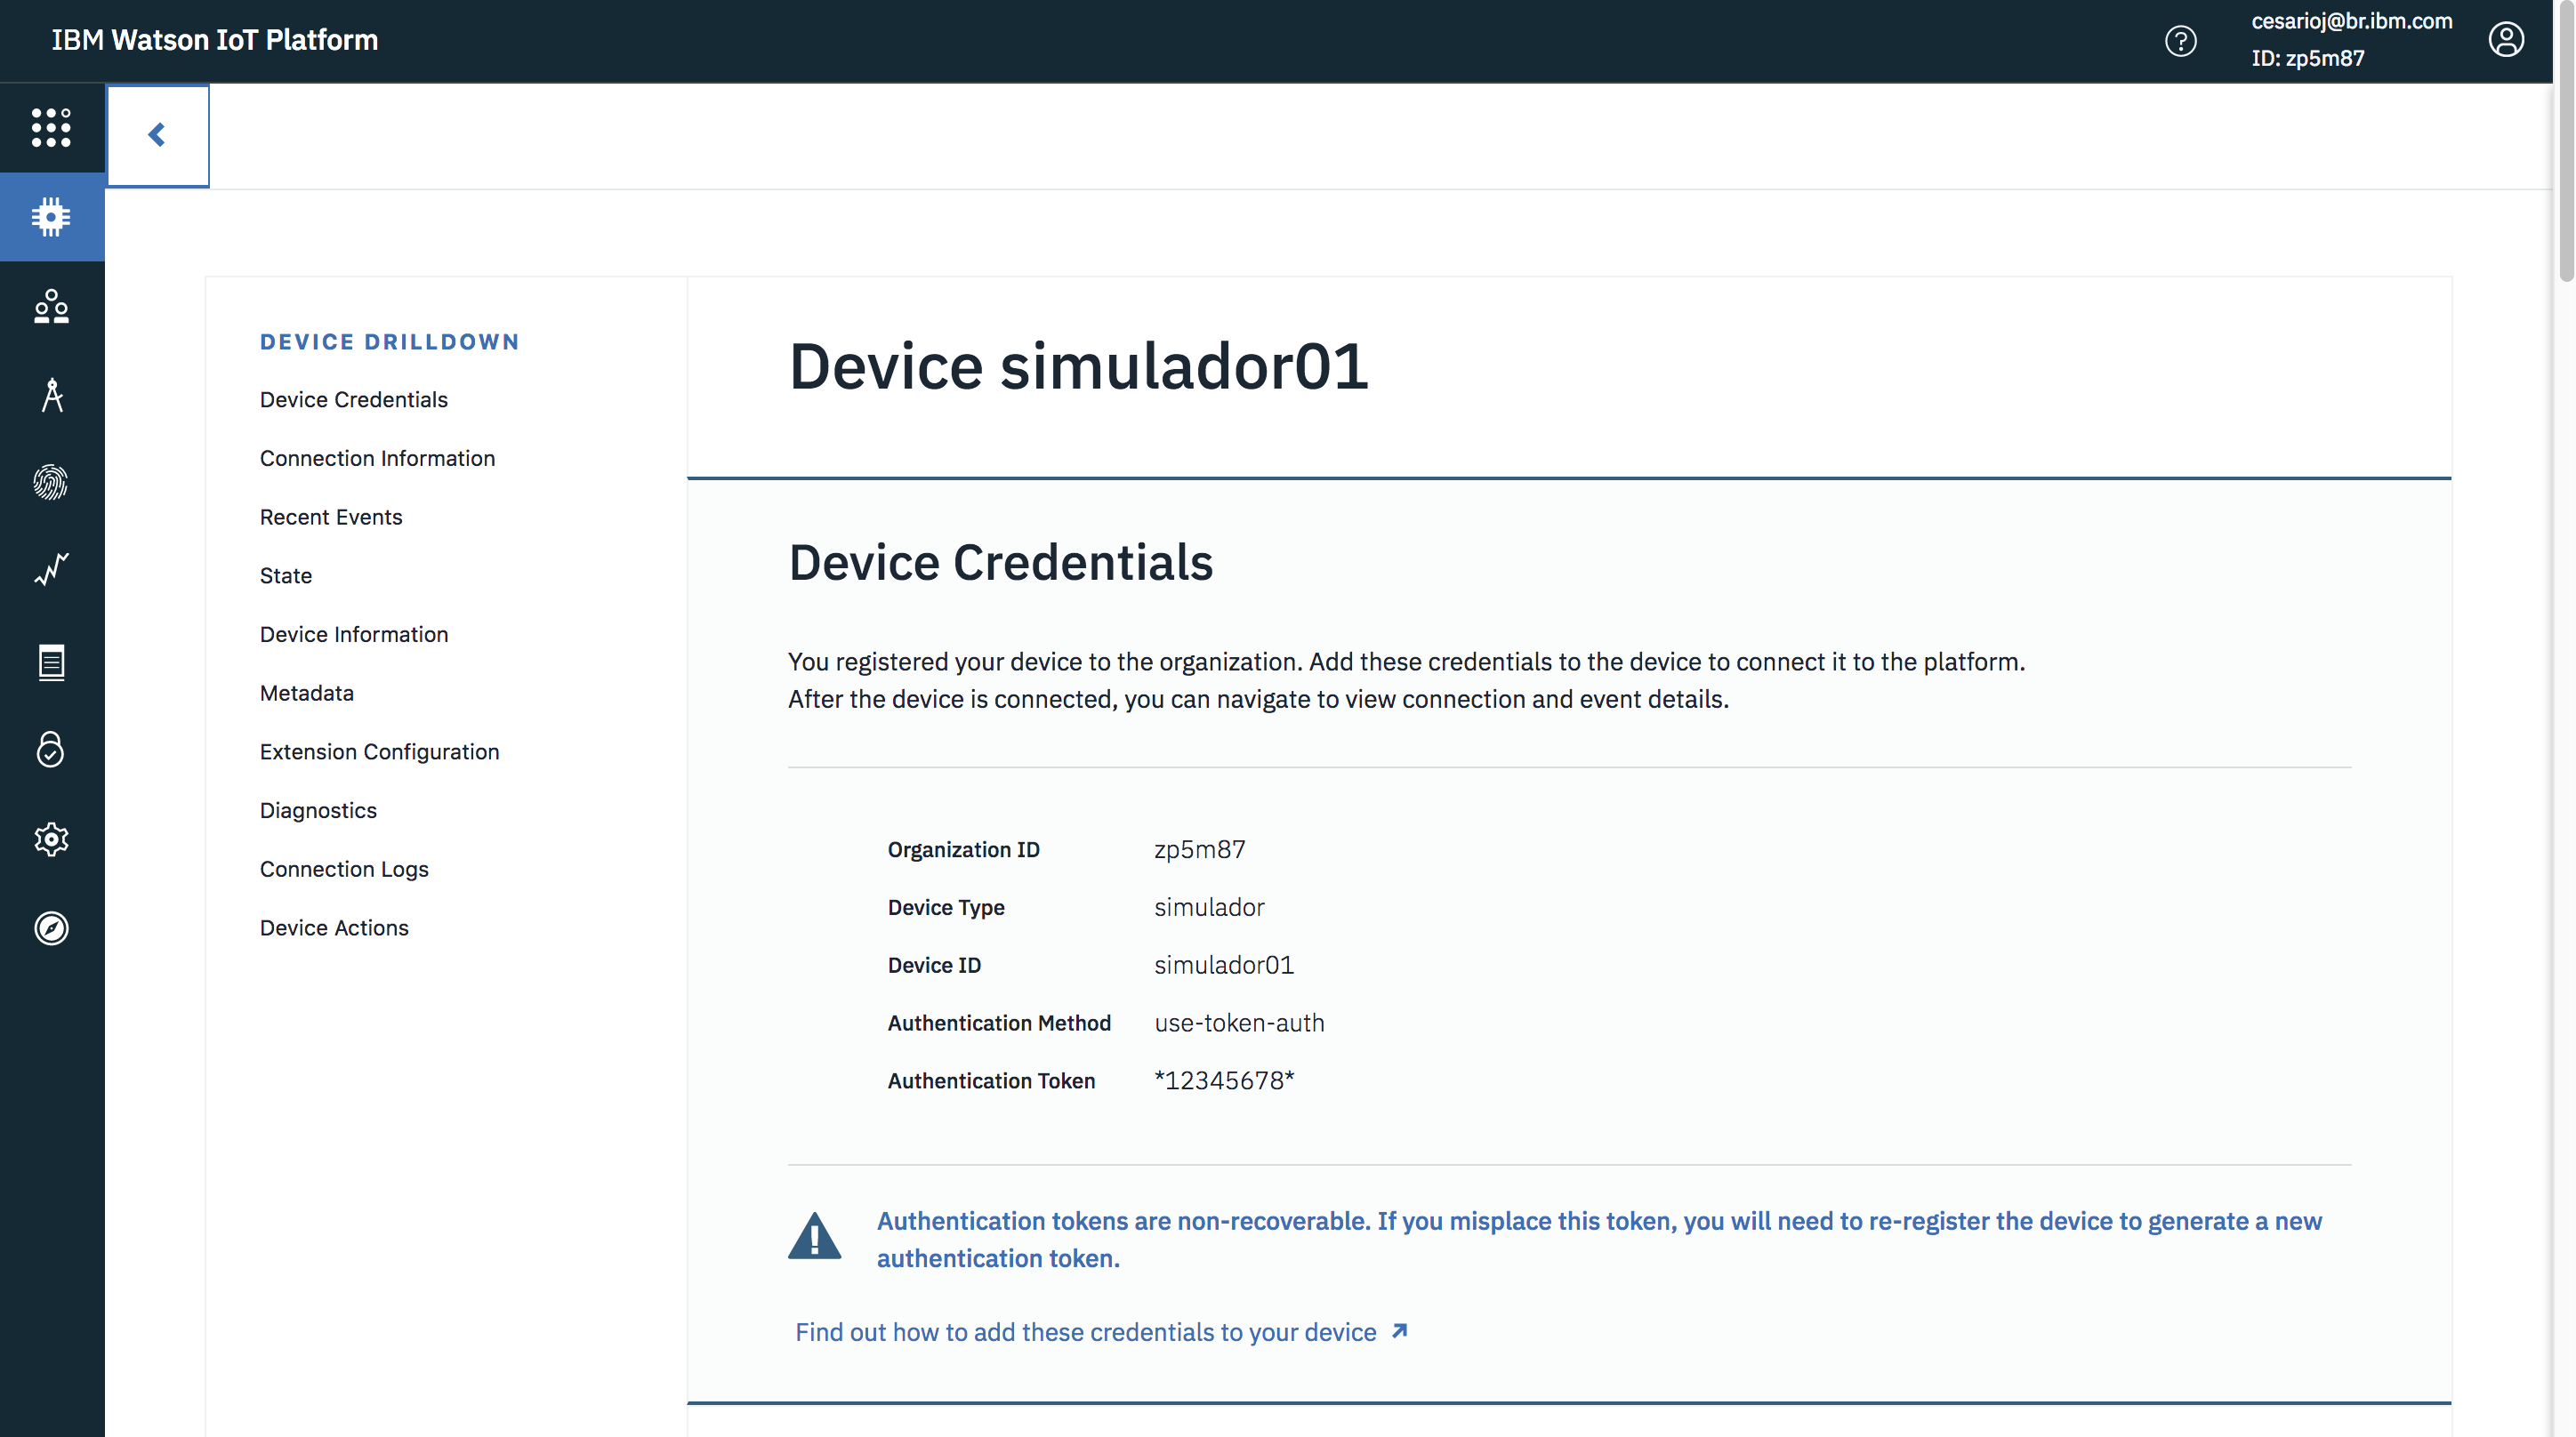 IBM Watson IoT Platform
?
cesarioj@br.ibm.com
ID: zp5m87
DEVICE DRILLDOWN
Device Credentials
Connection Information
Recent Events
State
Device Information
Metadata
Extension Configuration
Diagnostics
Connection Logs
Device Actions
Device simulador01
Device Credentials
You registered your device to the organization. Add these credentials to the device to connect it to the platform.
After the device is connected, you can navigate to view connection and event details.
Organization ID zp5m87
Device Type simulador
Device ID simulador01
Authentication Method use-token-auth
Authentication Token *12345678*
Authentication tokens are non-recoverable. If you misplace this token, you will need to re-register the device to generate a new
authentication token.
Find out how to add these credentials to your device